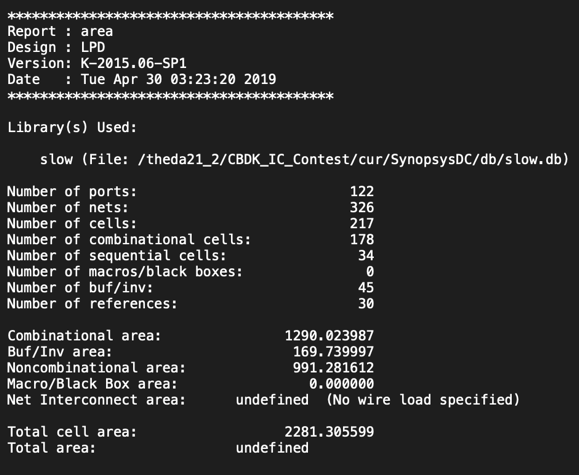 ****************************************
Report : area
Design : LPD
Version: K-2015.06-SP1
Date   : Tue Apr 30 03:23:20 2019
****************************************
Library(s) Used:
    slow (File: /theda21_2/CBDK_IC_Contest/cur/SynopsysDC/db/slow.db)
Number of ports:                          122
Number of nets:                           326
Number of cells:                          217
Number of combinational cells:            178
Number of sequential cells:                34
Number of macros/black boxes:               0
Number of buf/inv:                         45
Number of references:                      30
Combinational area:               1290.023987
Buf/Inv area:                      169.739997
Noncombinational area:             991.281612
Macro/Black Box area:                0.000000
Net Interconnect area:      undefined  (No wire load specified)
Total cell area:                  2281.305599
Total area:                 undefined